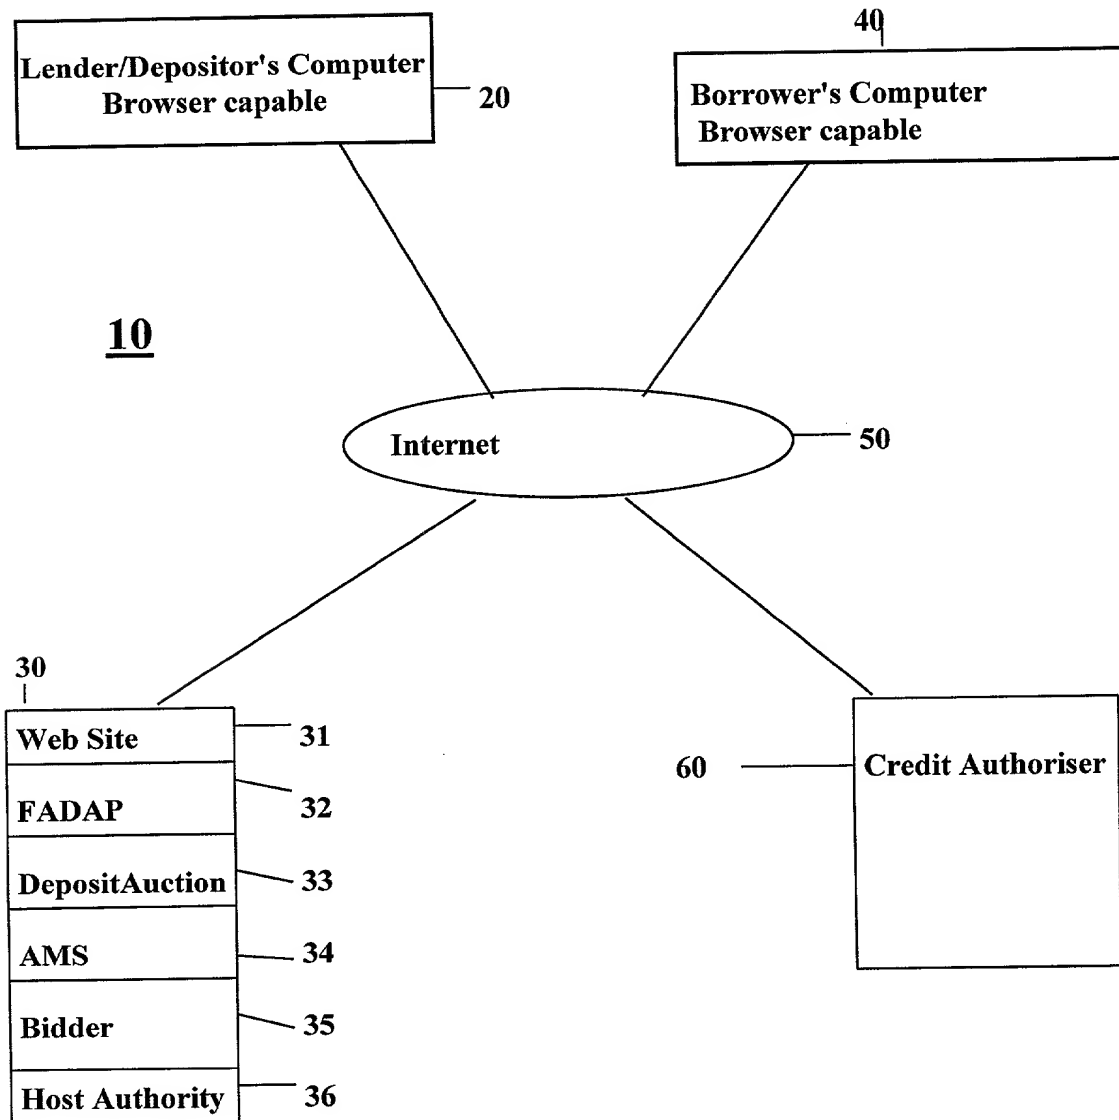 40
Lender/Depositor's Computer
Browser capable
20
Borrower's Computer
Browser capable
10
Internet
50
30
Web Site
31
FADAP
32
DepositAuction
33
AMS
34
Bidder
35
Host Authority
36
60
Credit Authoriser